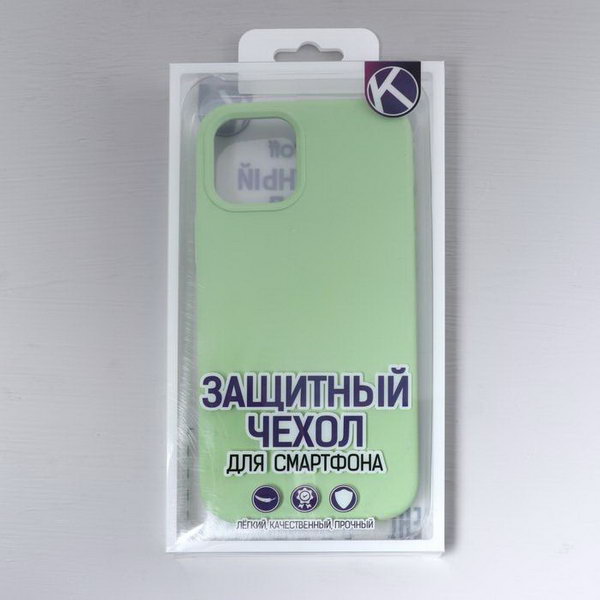 K
ЗАЩИТНЫЙ
ЧЕХОЛ
ДЛЯ СМАРТФОНА
ЛЁГКИЙ, КАЧЕСТВЕННЫЙ, ПРОЧНЫЙ